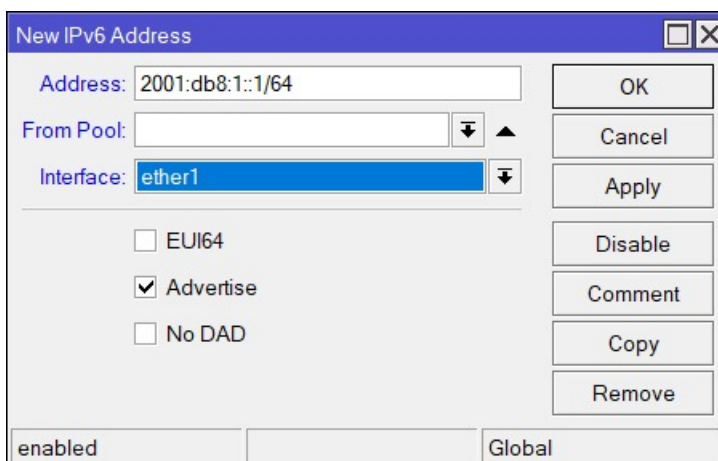 New IPv6 Address
Address: 2001:db8:1::1/64
From Pool:
Interface: ether1
EUI64
Advertise
No DAD
OK
Cancel
Apply
Disable
Comment
Copy
Remove
enabled
Global